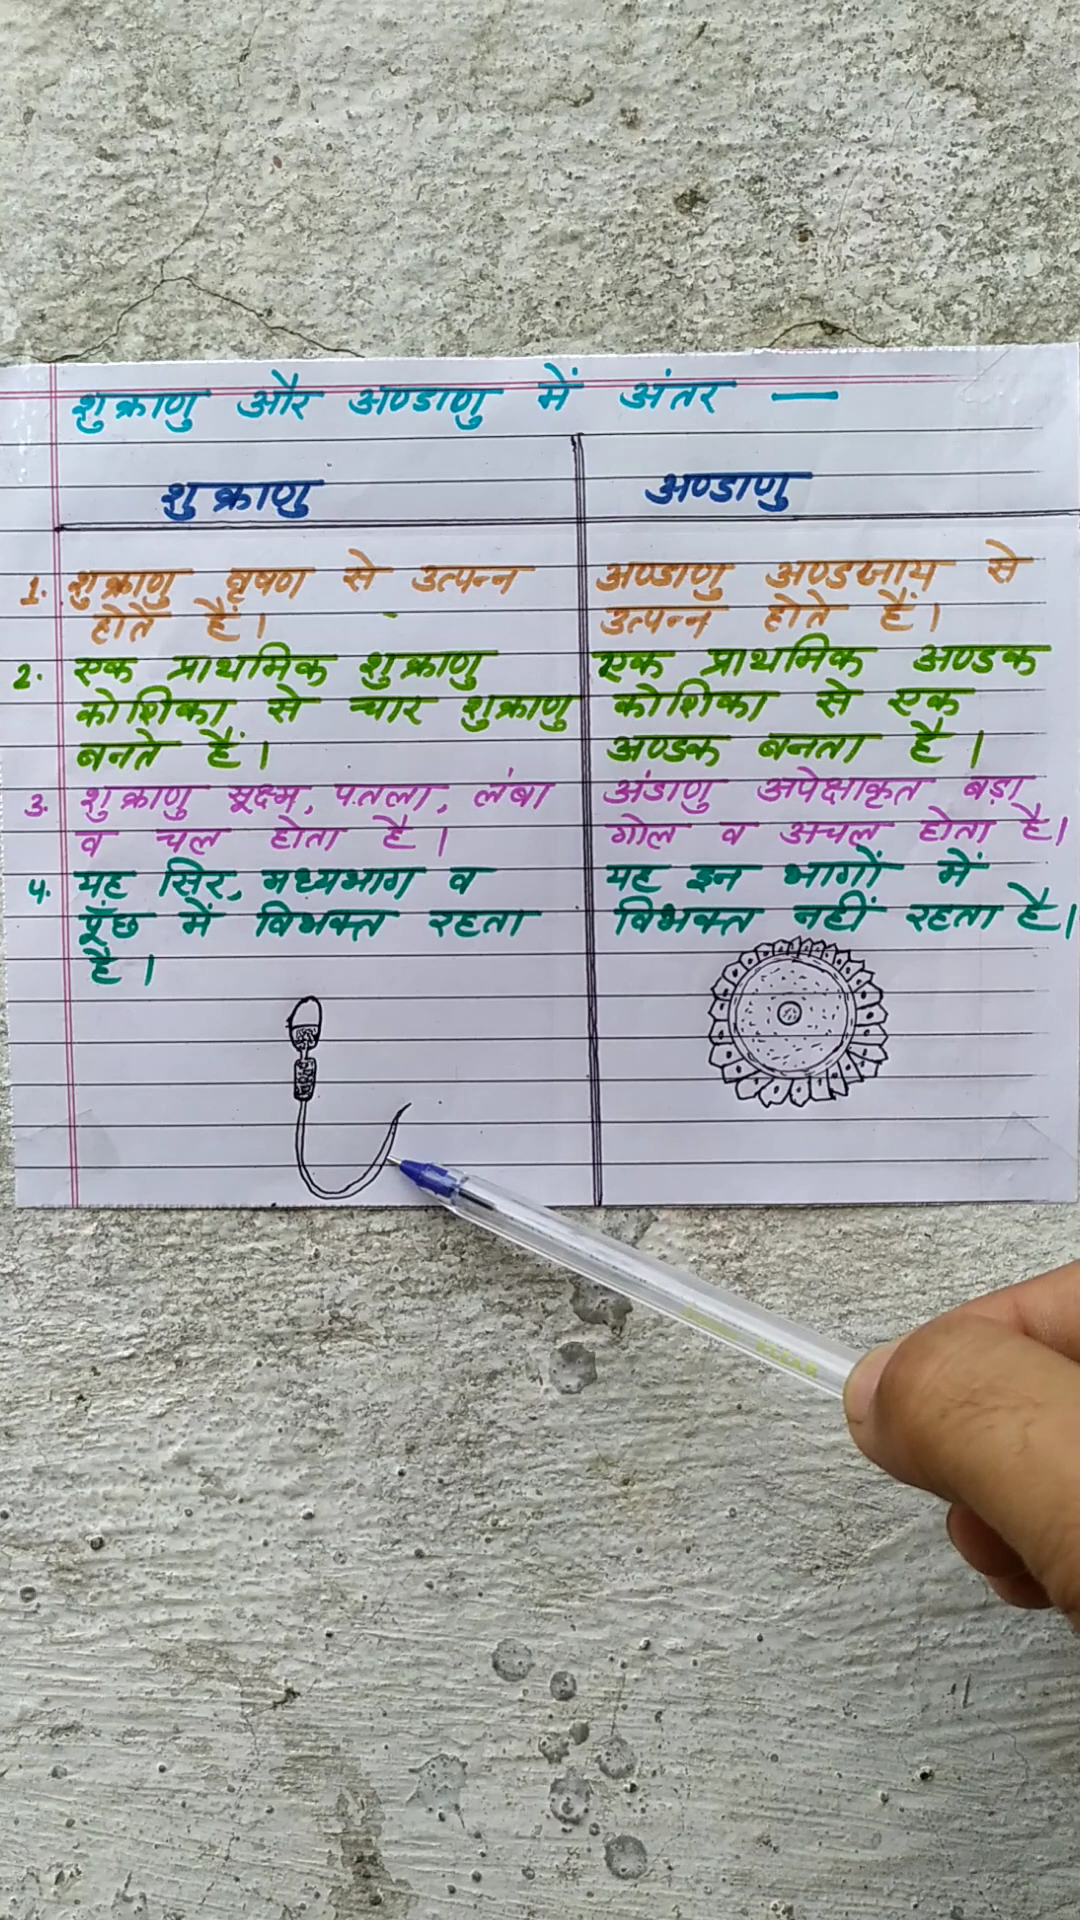 शुक्राणु और अण्डाणु में अंतर —
शुक्राणु
अण्डाणु
1. शुक्राणु वृषण से उत्पन्न
होते हैं।
अण्डाणु अण्डाशय से
उत्पन्न होते हैं।
2. एक प्राथमिक शुक्राणु
कोशिका से चार शुक्राणु
बनते हैं।
एक प्राथमिक अण्डक
कोशिका से एक
अण्डक बनता है।
3. शुक्राणु सूक्ष्म, पतला, लंबा
व चल होता है।
अंडाणु अपेक्षाकृत बड़ा
गोल व अचल होता है।
4. यह सिर, मध्यभाग व
पूँछ में विभक्त रहता
है।
यह इन भागों में
विभक्त नहीं रहता है।